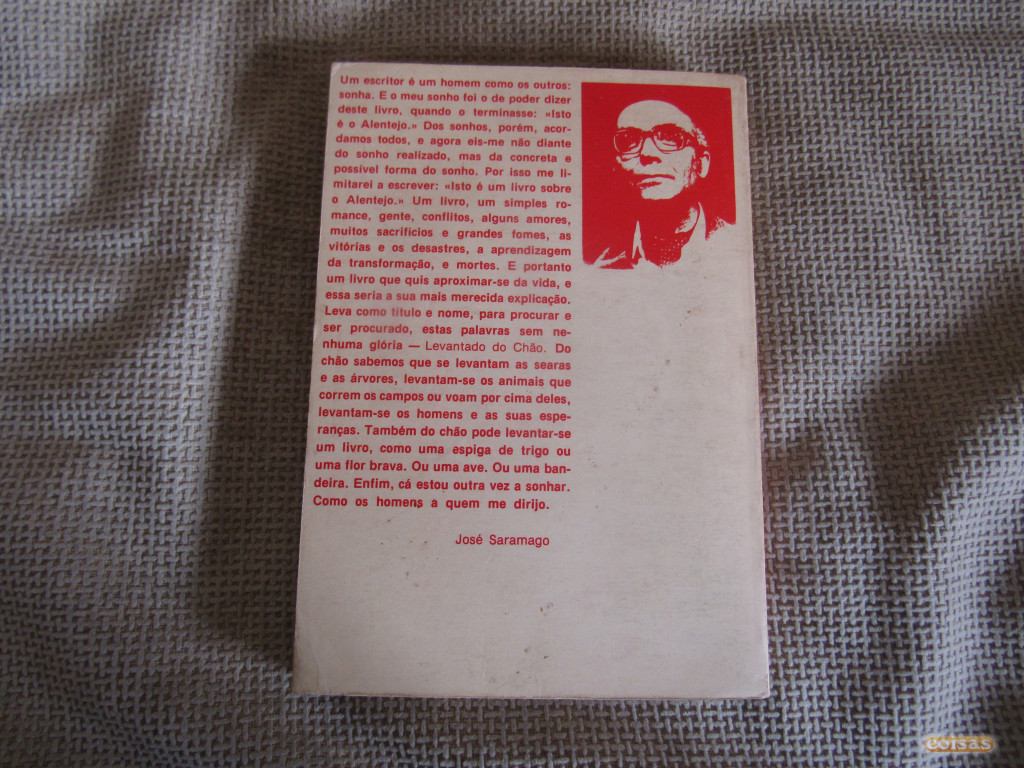 Um escritor é um homem como os outros:
sonha. E o meu sonho foi o de poder dizer
deste livro, quando o terminasse: «Isto
é o Alentejo.» Dos sonhos, porém, acor-
damos todos, e agora eis-me não diante
do sonho realizado, mas da concreta e
possível forma do sonho. Por isso me li-
mitarei a escrever: «Isto é um livro sobre
o Alentejo.» Um livro, um simples ro-
mance, gente, conflitos, alguns amores,
muitos sacrifícios e grandes fomes, as
vitórias e os desastres, a aprendizagem
da transformação, e mortes. E portanto
um livro que quis aproximar-se da vida, e
essa seria a sua mais merecida explicação.
Leva como título e nome, para procurar e
ser procurado, estas palavras sem ne-
nhuma glória — Levantado do Chão. Do
chão sabemos que se levantam as searas
e as árvores, levantam-se os animais que
correm os campos ou voam por cima deles,
levantam-se os homens e as suas espe-
ranças. Também do chão pode levantar-se
um livro, como uma espiga de trigo ou
uma flor brava. Ou uma ave. Ou uma ban-
deira. Enfim, cá estou outra vez a sonhar.
Como os homens a quem me dirijo.
José Saramago
coisas